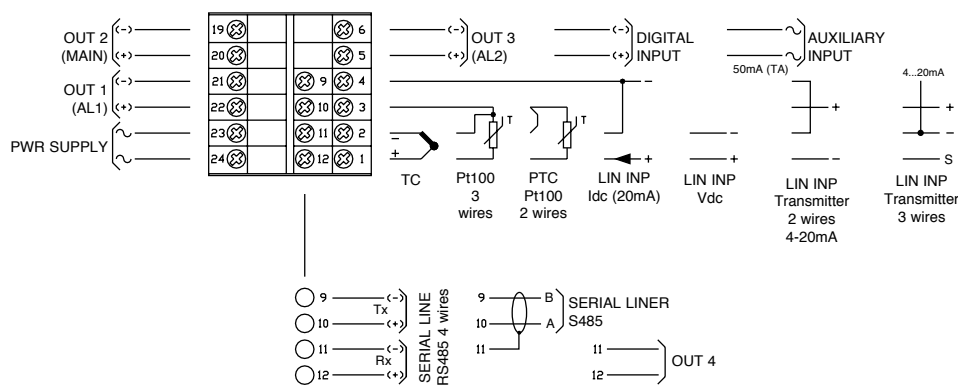 OUT 2
(MAIN)
(-)
(+)
19
20
6
5
(-)
(+)
OUT 3
(AL2)
(-)
(+)
DIGITAL
INPUT
AUXILIARY
INPUT
50mA (TA)
OUT 1
(AL1)
(-)
(+)
21
22
9
10
4
3
-
4...20mA
+
-
S
PWR SUPPLY
23
24
11
12
2
1
-
+
T
T
+
-
+
+
-
TC
Pt100
3
wires
PTC
Pt100
2 wires
LIN INP
Idc (20mA)
LIN INP
Vdc
LIN INP
Transmitter
2 wires
4-20mA
LIN INP
Transmitter
3 wires
9
10
11
12
(-)
Tx
(+)
(-)
Rx
(+)
SERIAL LINE
RS485 4 wires
9
10
11
B
A
SERIAL LINER
S485
11
12
OUT 4